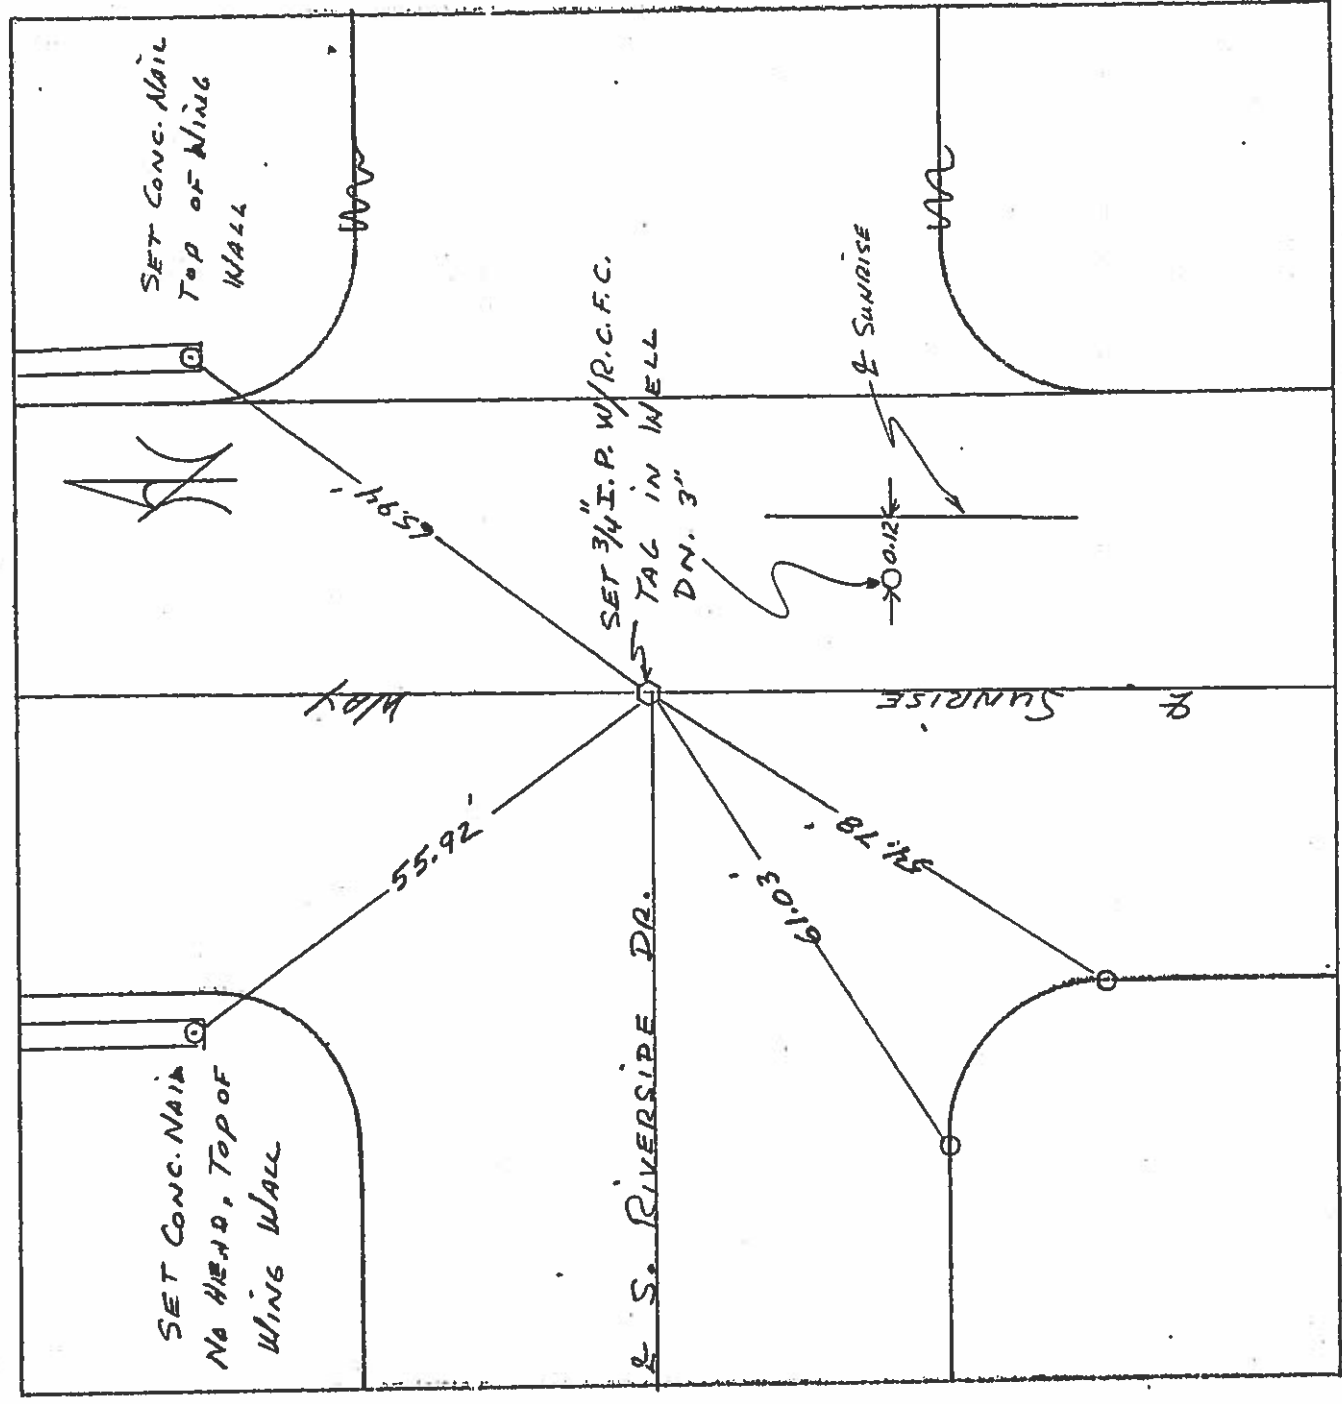 SET CONC. NAIL
TOP OF WING
WALL
65.94'
SET 3/4" I.P. W/R.C.F.C.
TAG IN WELL
DN. 3"
℄ SUNRISE
0.12
WAY
℄ SUNRISE
55.92'
54.78'
61.03'
℄ S. RIVERSIDE DR.
SET CONC. NAIL
NO HEAD, TOP OF
WING WALL